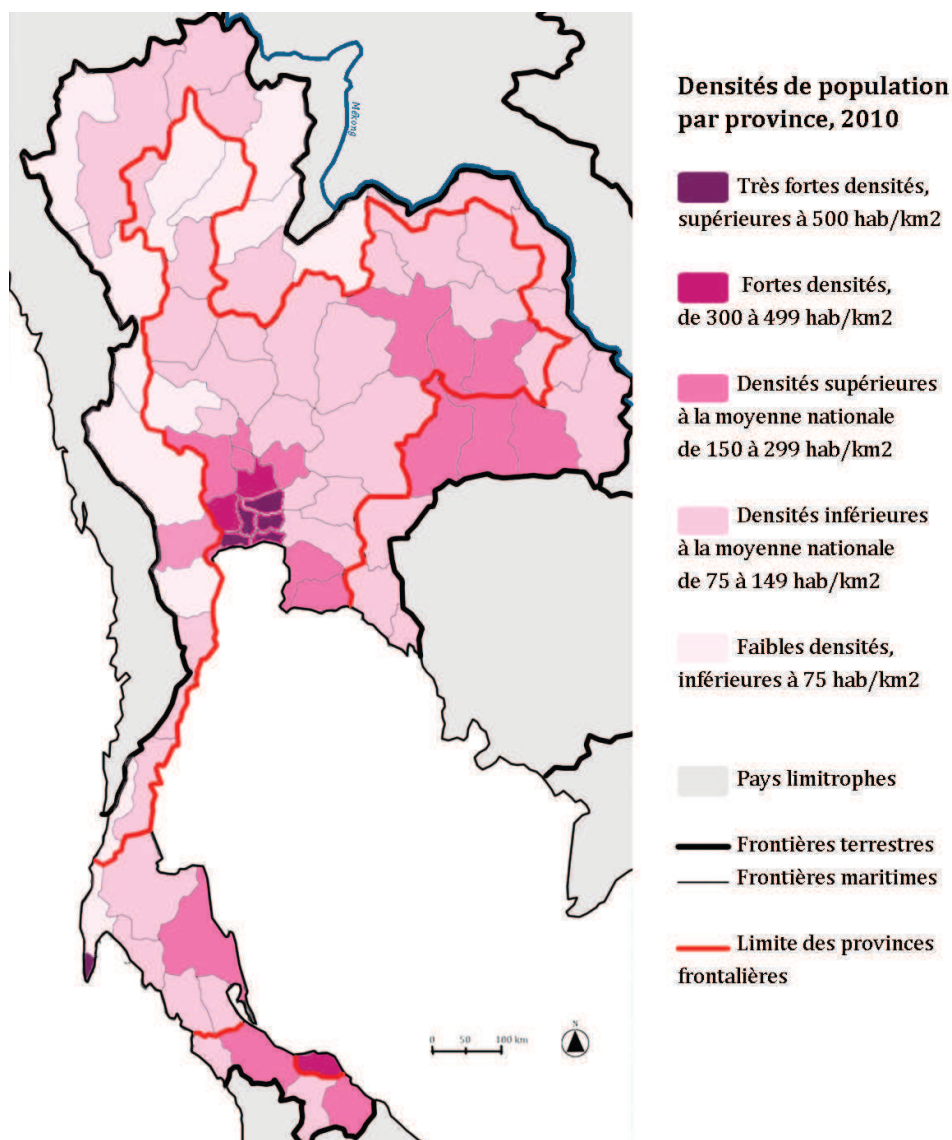 Mékong
Densités de population
par province, 2010
Très fortes densités,
supérieures à 500 hab/km2
Fortes densités,
de 300 à 499 hab/km2
Densités supérieures
à la moyenne nationale
de 150 à 299 hab/km2
Densités inférieures
à la moyenne nationale
de 75 à 149 hab/km2
Faibles densités,
inférieures à 75 hab/km2
Pays limitrophes
Frontières terrestres
Frontières maritimes
Limite des provinces
frontalières
0 50 100 km
N